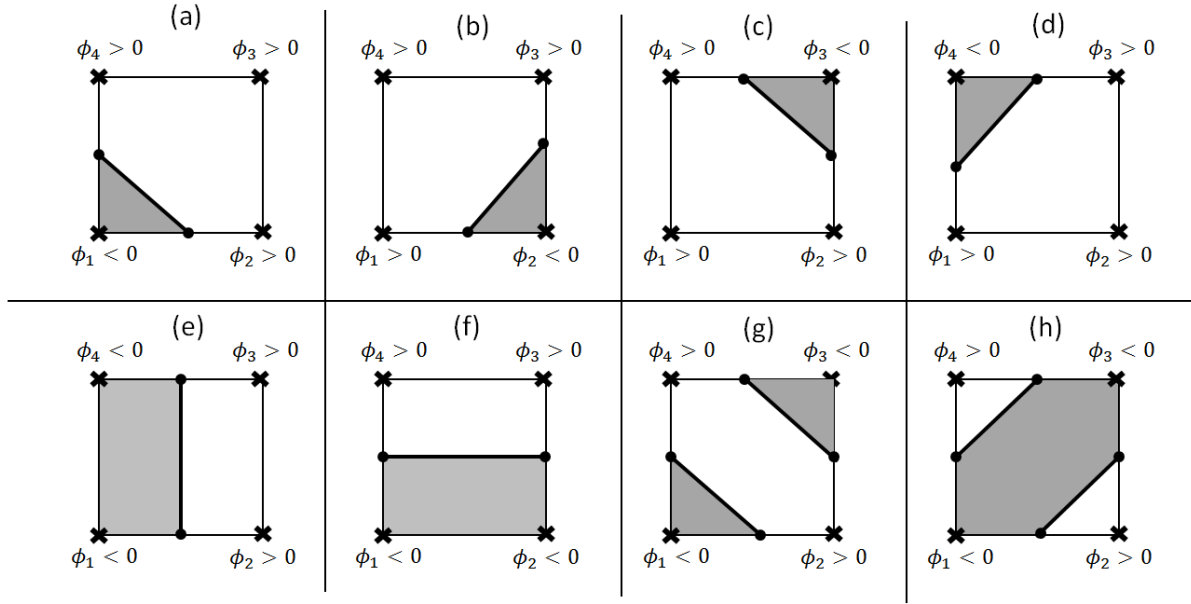 (a)
ϕ₄ > 0 ϕ₃ > 0
ϕ₁ < 0 ϕ₂ > 0
(b)
ϕ₄ > 0 ϕ₃ > 0
ϕ₁ > 0 ϕ₂ < 0
(c)
ϕ₄ > 0 ϕ₃ < 0
ϕ₁ > 0 ϕ₂ > 0
(d)
ϕ₄ < 0 ϕ₃ > 0
ϕ₁ > 0 ϕ₂ > 0
(e)
ϕ₄ < 0 ϕ₃ > 0
ϕ₁ < 0 ϕ₂ > 0
(f)
ϕ₄ > 0 ϕ₃ > 0
ϕ₁ < 0 ϕ₂ < 0
(g)
ϕ₄ > 0 ϕ₃ < 0
ϕ₁ < 0 ϕ₂ > 0
(h)
ϕ₄ > 0 ϕ₃ < 0
ϕ₁ < 0 ϕ₂ > 0